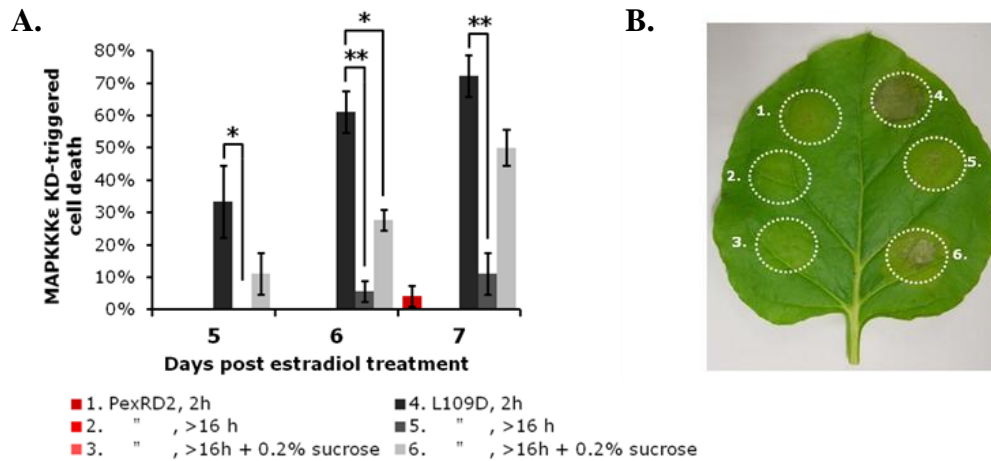 A.
B.
MAPKKKε KD-triggered
cell death
80%
70%
60%
50%
40%
30%
20%
10%
0%
*
*
**
**
5
6
7
Days post estradiol treatment
1. PexRD2, 2h
2. " , >16 h
3. " , >16h + 0.2% sucrose
4. L109D, 2h
5. " , >16 h
6. " , >16h + 0.2% sucrose
1.
2.
3.
4.
5.
6.